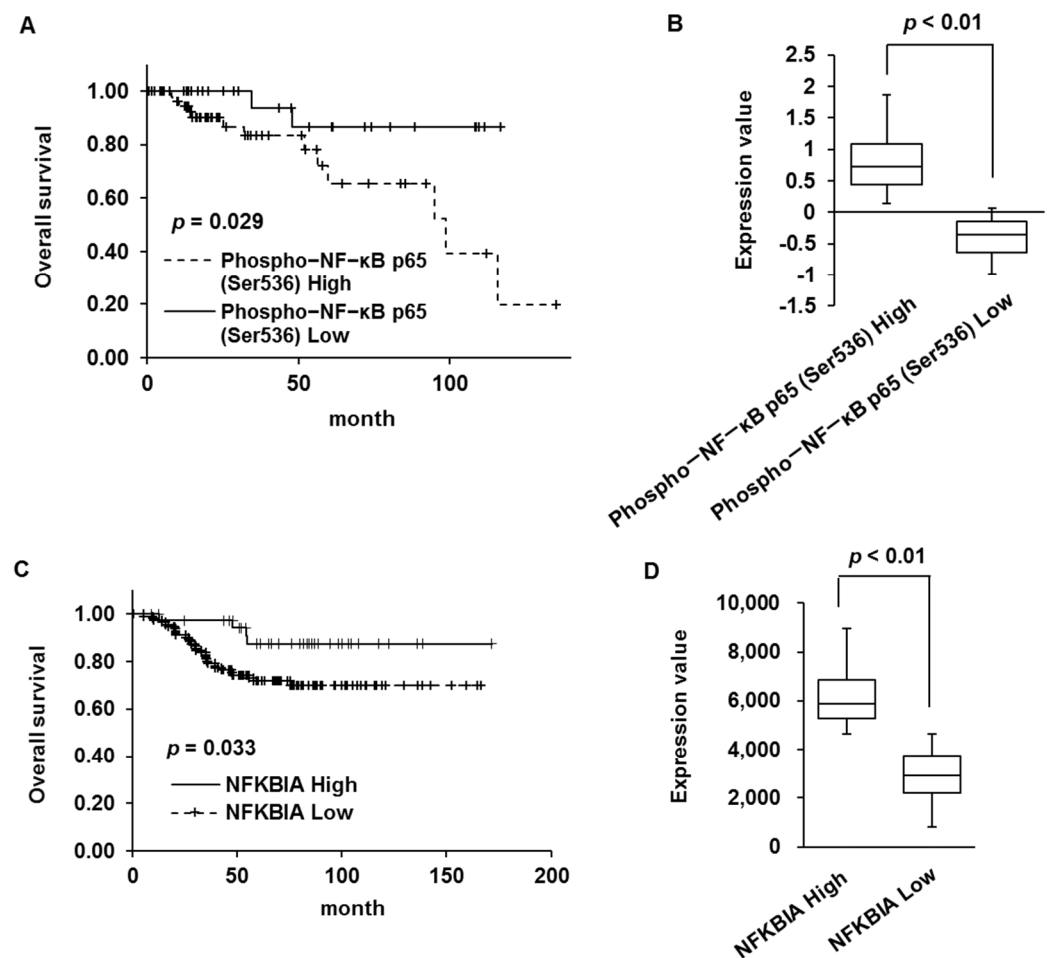 A
Overall survival
1.00
0.80
0.60
0.40
0.20
0.00
p = 0.029
Phospho−NF−κB p65
(Ser536) High
Phospho−NF−κB p65
(Ser536) Low
0
50
100
month
B
p < 0.01
Expression value
2.5
2
1.5
1
0.5
0
-0.5
-1
-1.5
Phospho−NF−κB p65 (Ser536) High
Phospho−NF−κB p65 (Ser536) Low
C
Overall survival
1.00
0.80
0.60
0.40
0.20
0.00
p = 0.033
NFKBIA High
NFKBIA Low
0
50
100
150
200
month
D
p < 0.01
Expression value
10,000
8,000
6,000
4,000
2,000
0
NFKBIA High
NFKBIA Low